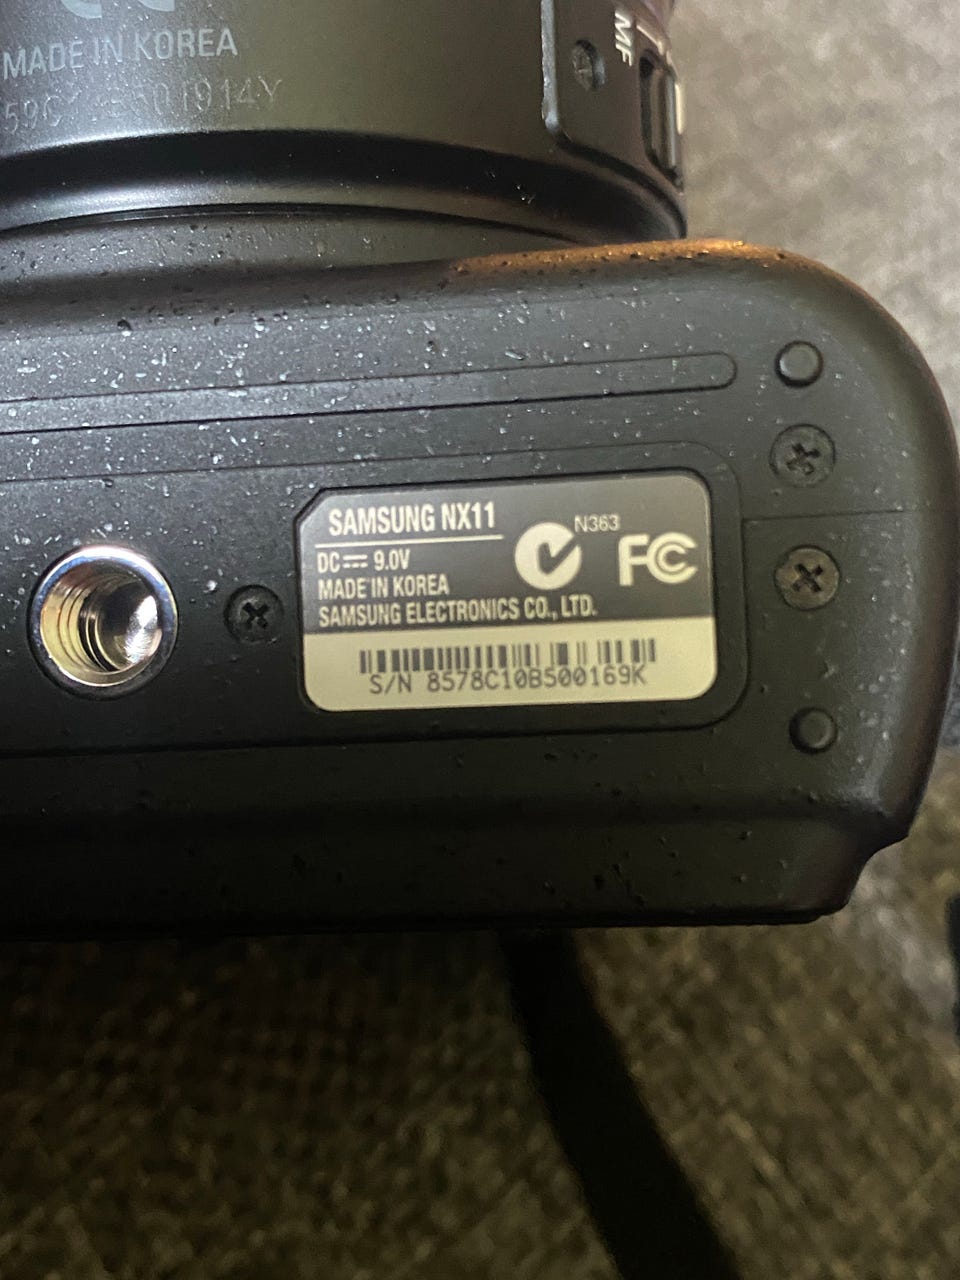 MADE IN KOREA
MF
SAMSUNG NX11
DC ⎓ 9.0V
MADE IN KOREA
SAMSUNG ELECTRONICS CO., LTD.
N363
FC
S/N 8578C10B500169K